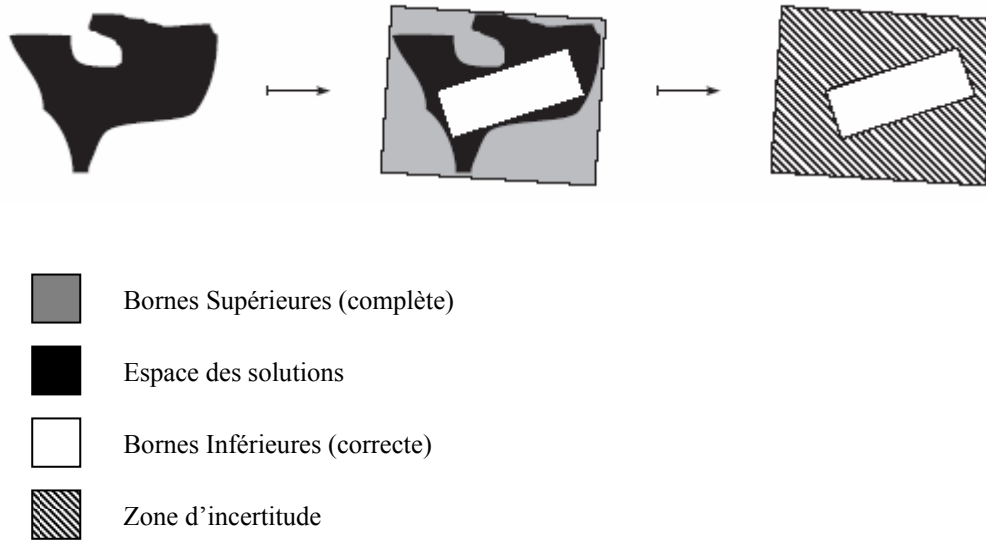 Bornes Supérieures (complète)
Espace des solutions
Bornes Inférieures (correcte)
Zone d’incertitude